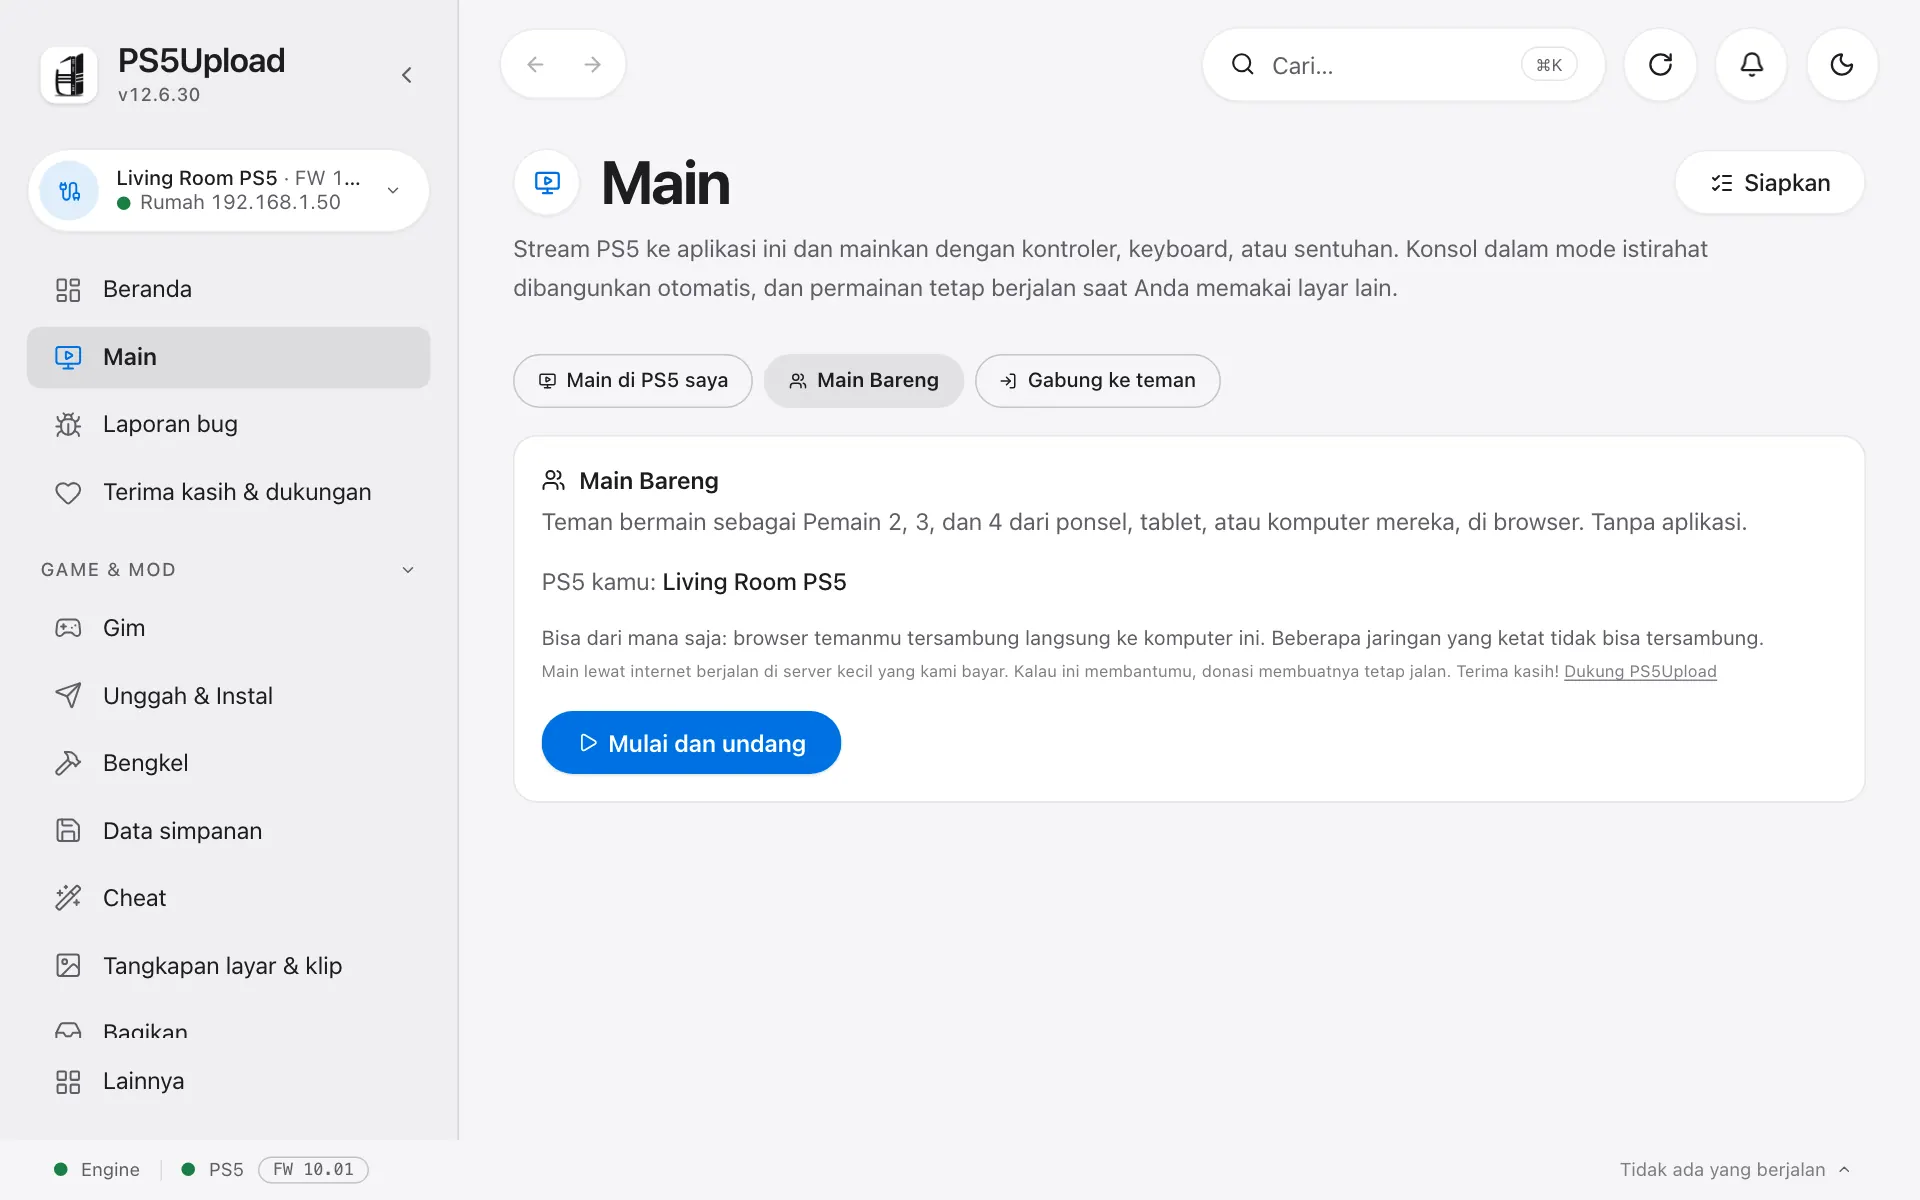 PS5Upload
v12.6.30
Living Room PS5 · FW 1...
Rumah 192.168.1.50
Beranda
Main
Laporan bug
Terima kasih & dukungan
GAME & MOD
Gim
Unggah & Instal
Bengkel
Data simpanan
Cheat
Tangkapan layar & klip
Bagikan
Lainnya
Cari...
⌘K
Main
Siapkan
Stream PS5 ke aplikasi ini dan mainkan dengan kontroler, keyboard, atau sentuhan. Konsol dalam mode istirahat
dibangunkan otomatis, dan permainan tetap berjalan saat Anda memakai layar lain.
Main di PS5 saya
Main Bareng
Gabung ke teman
Main Bareng
Teman bermain sebagai Pemain 2, 3, dan 4 dari ponsel, tablet, atau komputer mereka, di browser. Tanpa aplikasi.
PS5 kamu: Living Room PS5
Bisa dari mana saja: browser temanmu tersambung langsung ke komputer ini. Beberapa jaringan yang ketat tidak bisa tersambung.
Main lewat internet berjalan di server kecil yang kami bayar. Kalau ini membantumu, donasi membuatnya tetap jalan. Terima kasih! Dukung PS5Upload
Mulai dan undang
Engine
PS5
FW 10.01
Tidak ada yang berjalan